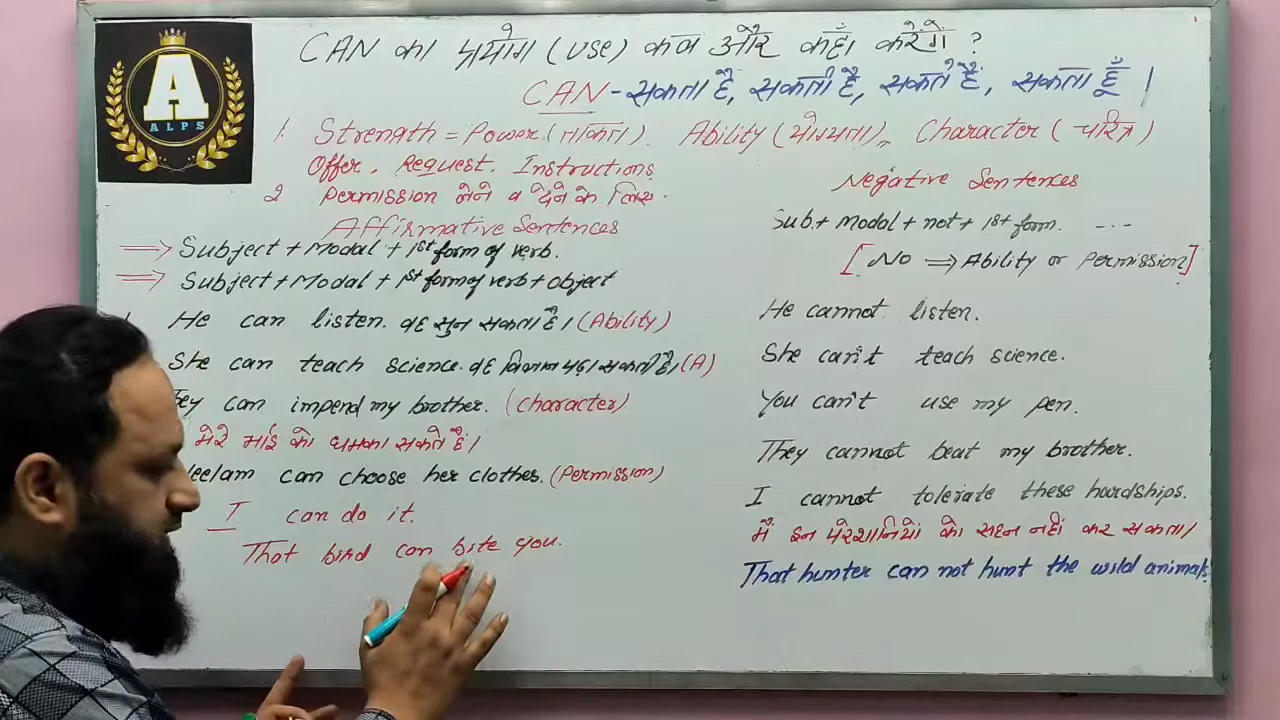 CAN का प्रयोग (use) कब और कहाँ करेंगे ?
CAN - सकता है, सकती है, सकते हैं, सकता हूँ |
A
ALPS
1. Strength = Power (ताकत). Ability (योग्यता), Character (चरित्र)
Offer, Request, Instructions
2 Permission लेने व देने के लिए.
Affirmative Sentences
⇒ Subject + Modal + 1st form of verb.
⇒ Subject + Modal + 1st form of verb + object
He can listen. वह सुन सकता है। (Ability)
She can teach science. वह विज्ञान पढ़ा सकती है। (A)
They can impend my brother. (Character)
मेरे भाई को धमका सकते हैं।
Neelam can choose her clothes. (Permission)
I can do it.
That bird can bite you.
Negative Sentences
Sub. + Modal + not + 1st form. ...
[No ⇒ Ability or Permission]
He cannot listen.
She can't teach science.
You can't use my pen.
They cannot beat my brother.
I cannot tolerate these hardships.
मैं इन परेशानियों को सहन नहीं कर सकता।
That hunter can not hunt the wild animals.